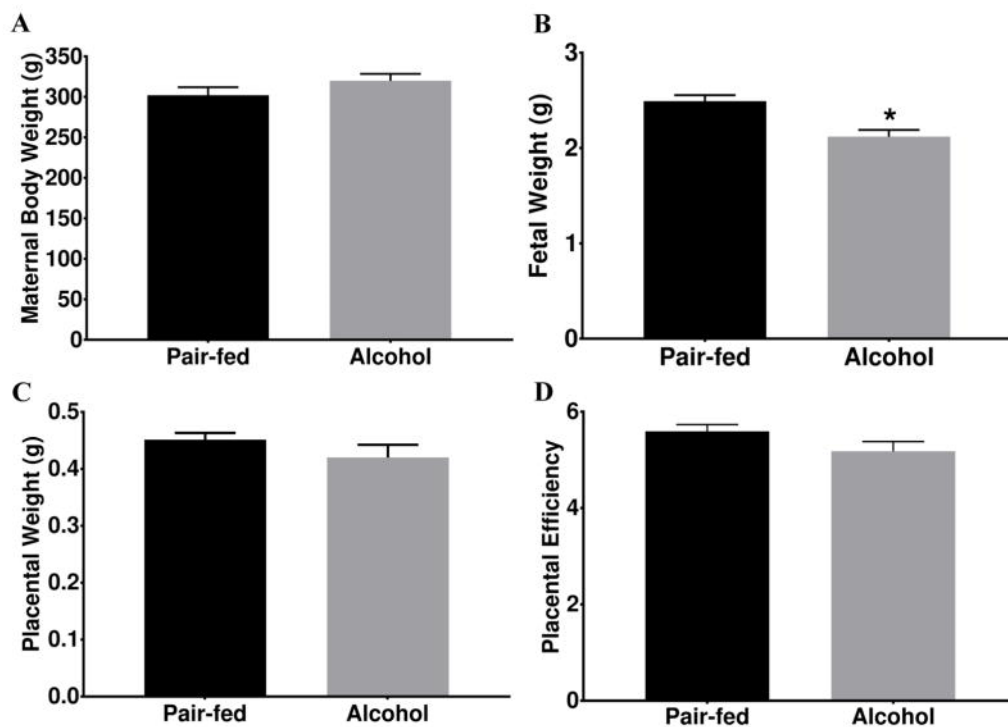 A
Maternal Body Weight (g)
350
300
250
200
150
100
50
0
Pair-fed Alcohol
B
Fetal Weight (g)
3
2
1
0
*
Pair-fed Alcohol
C
Placental Weight (g)
0.5
0.4
0.3
0.2
0.1
0.0
Pair-fed Alcohol
D
Placental Efficiency
6
4
2
0
Pair-fed Alcohol